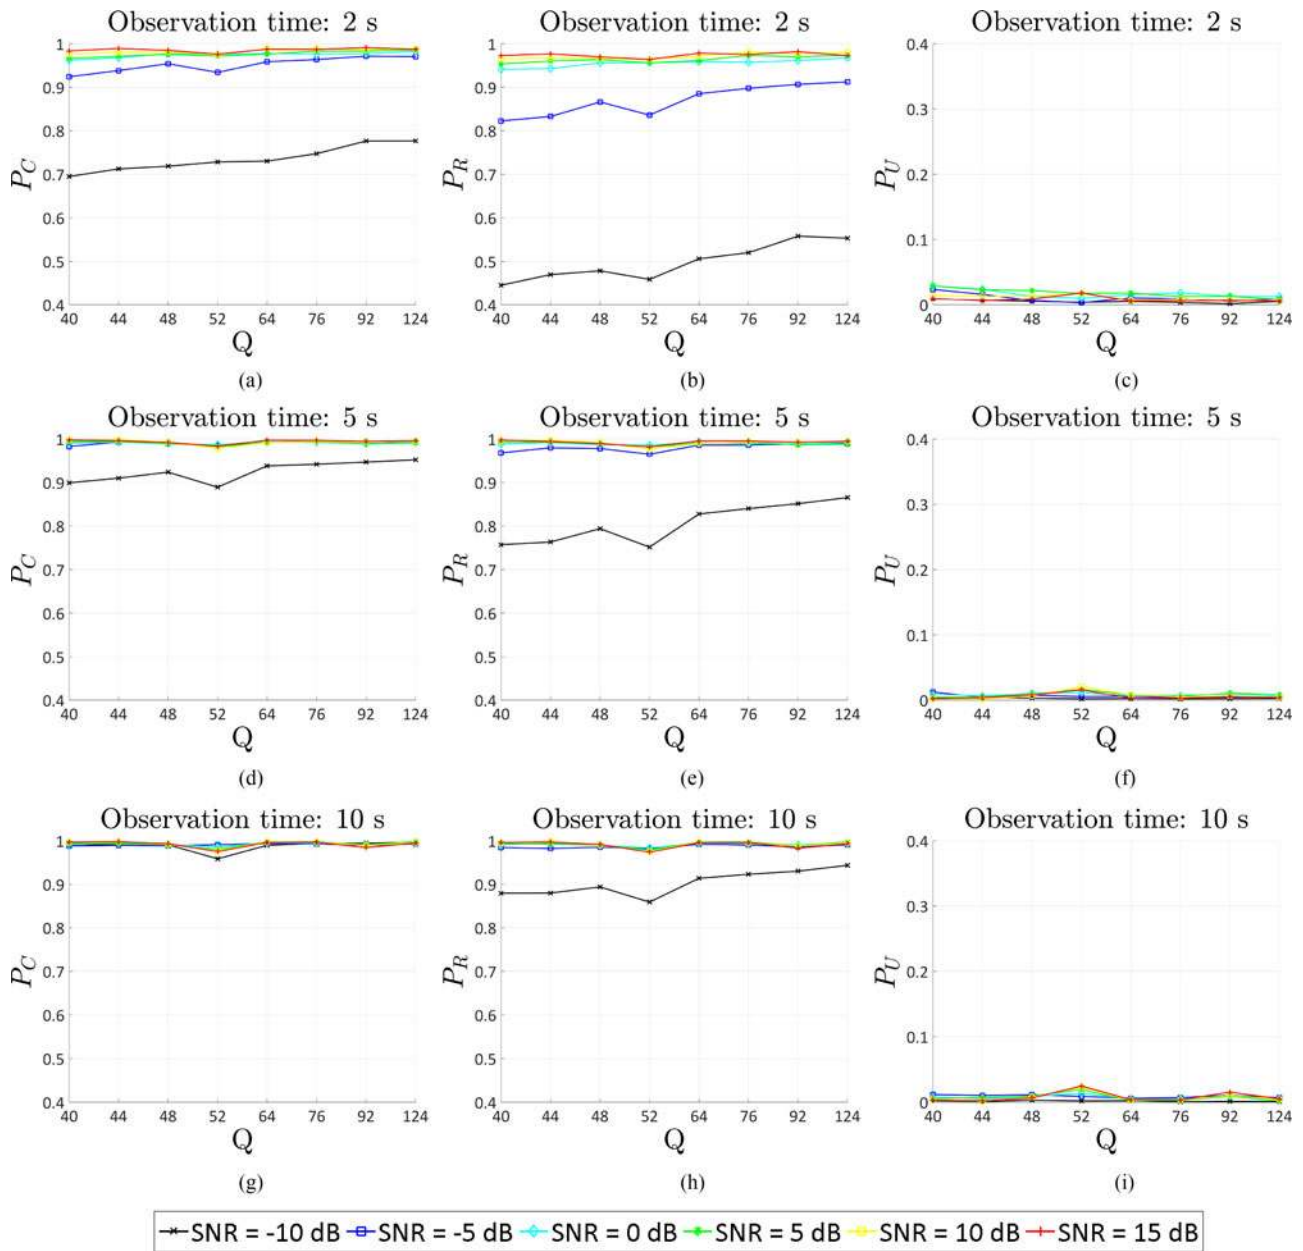 Observation time: 2 s
Observation time: 2 s
Observation time: 2 s
1
0.9
0.8
0.7
0.6
0.5
0.4
P_C
40 44 48 52 64 76 92 124
Q
(a)
1
0.9
0.8
0.7
0.6
0.5
0.4
P_R
40 44 48 52 64 76 92 124
Q
(b)
0.4
0.3
0.2
0.1
0
P_U
40 44 48 52 64 76 92 124
Q
(c)
Observation time: 5 s
Observation time: 5 s
Observation time: 5 s
1
0.9
0.8
0.7
0.6
0.5
0.4
P_C
40 44 48 52 64 76 92 124
Q
(d)
1
0.9
0.8
0.7
0.6
0.5
0.4
P_R
40 44 48 52 64 76 92 124
Q
(e)
0.4
0.3
0.2
0.1
0
P_U
40 44 48 52 64 76 92 124
Q
(f)
Observation time: 10 s
Observation time: 10 s
Observation time: 10 s
1
0.9
0.8
0.7
0.6
0.5
0.4
P_C
40 44 48 52 64 76 92 124
Q
(g)
1
0.9
0.8
0.7
0.6
0.5
0.4
P_R
40 44 48 52 64 76 92 124
Q
(h)
0.4
0.3
0.2
0.1
0
P_U
40 44 48 52 64 76 92 124
Q
(i)
SNR = -10 dB SNR = -5 dB SNR = 0 dB SNR = 5 dB SNR = 10 dB SNR = 15 dB